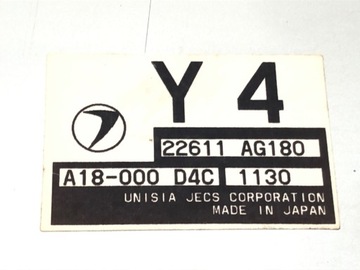 Y 4
22611 AG180
A18-000 D4C 1130
UNISIA JECS CORPORATION
MADE IN JAPAN